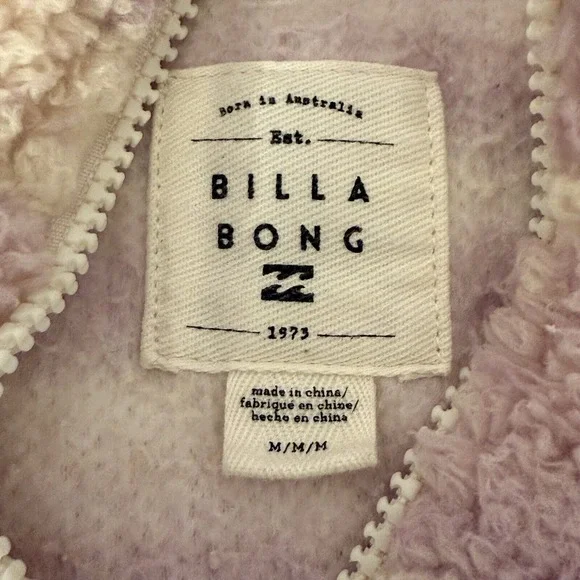 Born in Australia
Est.
BILLA
BONG
1973
made in china/
fabriqué en chine/
hecho en china
M/M/M